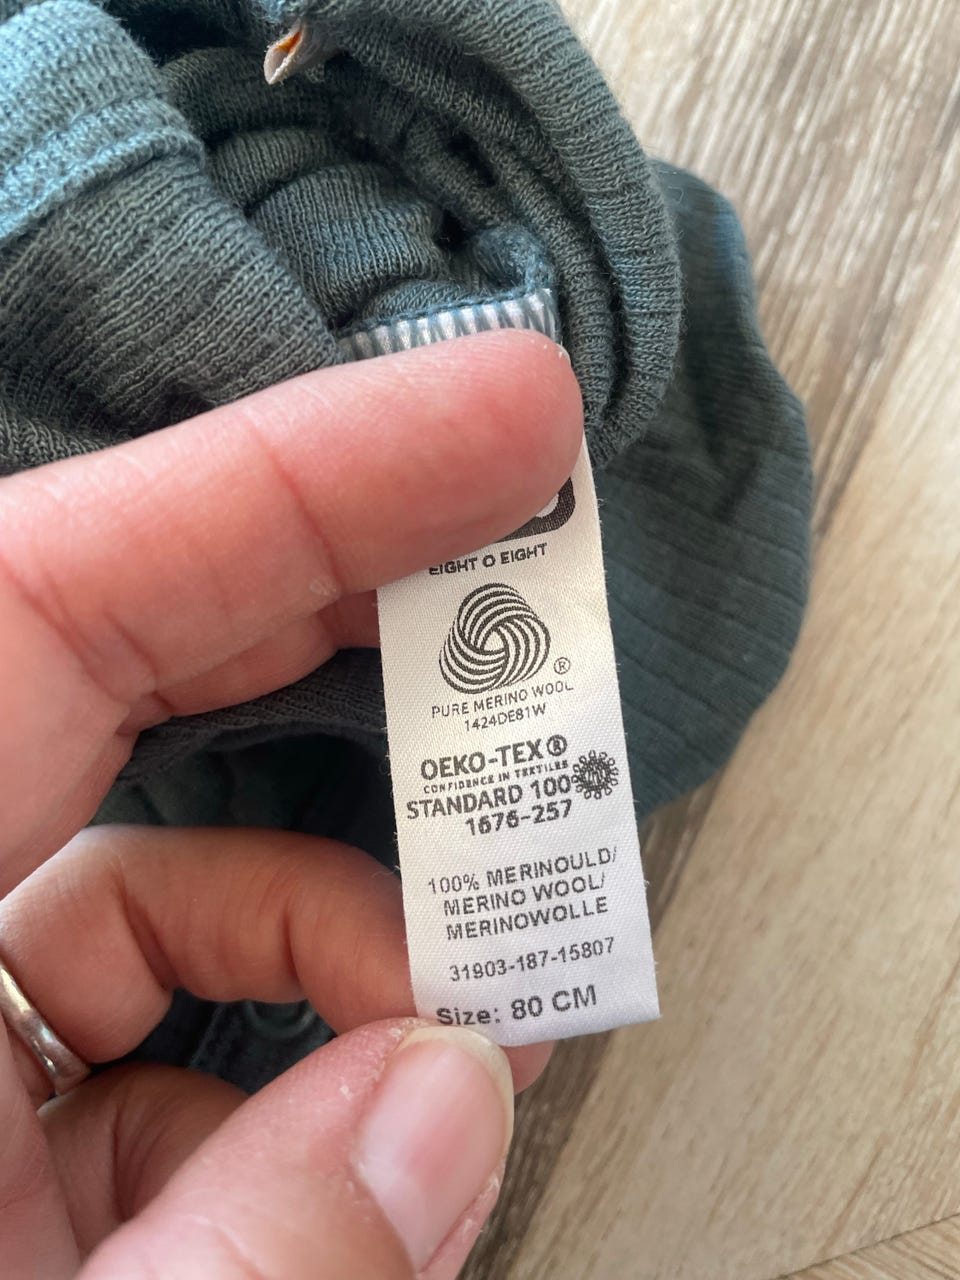 EIGHT O EIGHT
®
PURE MERINO WOOL
1424DE81W
OEKO-TEX®
CONFIDENCE IN TEXTILES
STANDARD 100
1676-257
100% MERINOULD/
MERINO WOOL/
MERINOWOLLE
31903-187-15807
Size: 80 CM